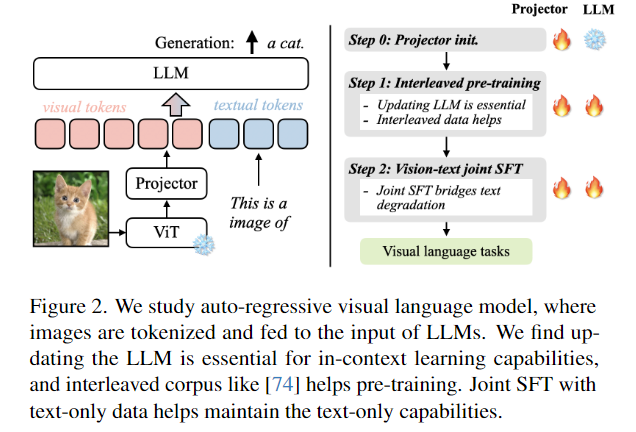 Projector LLM
Generation: a cat.
LLM
visual tokens textual tokens
Projector
This is a
image of
ViT
Step 0: Projector init.
Step 1: Interleaved pre-training
- Updating LLM is essential
- Interleaved data helps
Step 2: Vision-text joint SFT
- Joint SFT bridges text
degradation
Visual language tasks
Figure 2. We study auto-regressive visual language model, where
images are tokenized and fed to the input of LLMs. We find up-
dating the LLM is essential for in-context learning capabilities,
and interleaved corpus like [74] helps pre-training. Joint SFT with
text-only data helps maintain the text-only capabilities.